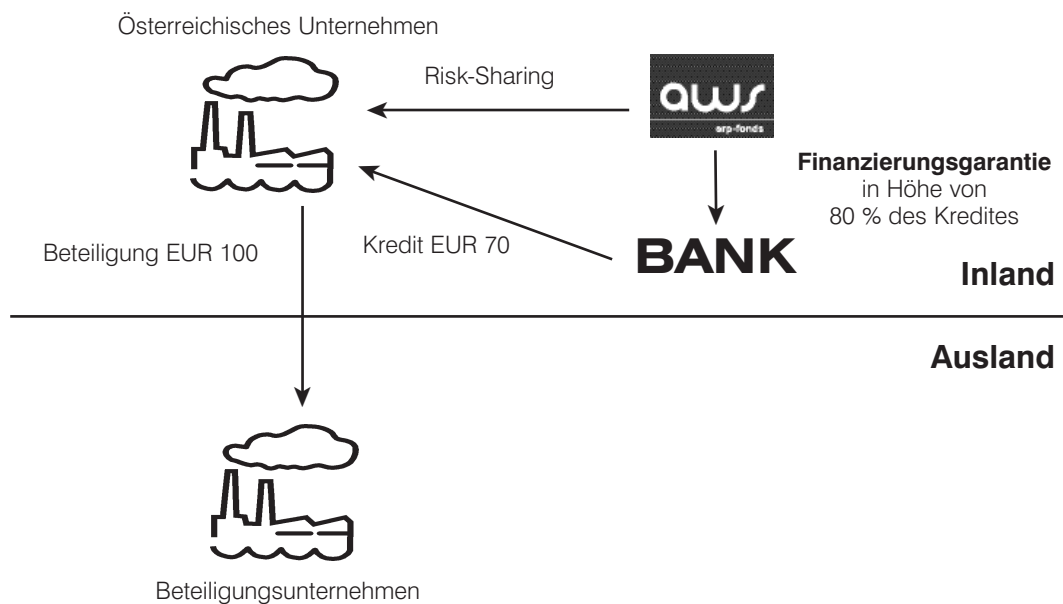 Österreichisches Unternehmen
Risk-Sharing
aws
erp-fonds
Finanzierungsgarantie
in Höhe von
80 % des Kredites
Beteiligung EUR 100
Kredit EUR 70
BANK
Inland
Ausland
Beteiligungsunternehmen